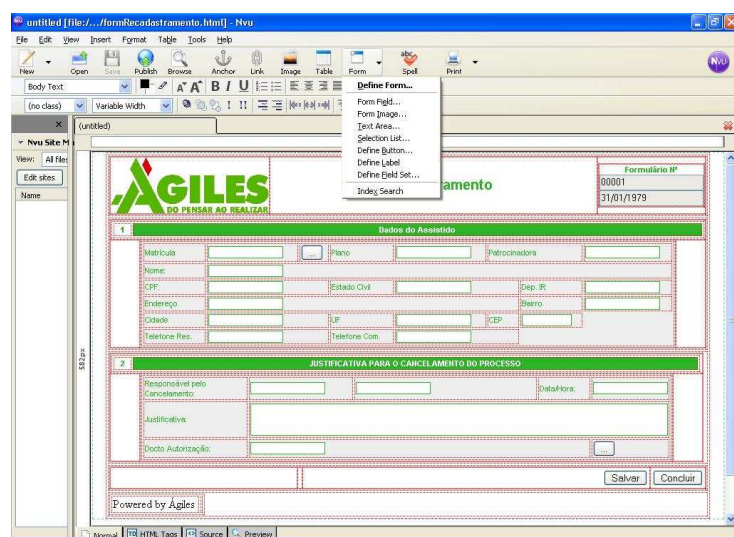 untitled [file:/.../formRecadastramento.html] - Nvu
File Edit View Insert Format Table Tools Help
New Open Save Publish Browse Anchor Link Image Table Form Spell Print
Body Text
(no class) Variable Width
(untitled)
Nvu Site M
View: All files
Edit sites
Name
Define Form...
Form Field...
Form Image...
Text Area...
Selection List...
Define Button...
Define Label
Define Field Set...
Index Search
ÁGILES
DO PENSAR AO REALIZAR
amento
Formulário Nº
00001
31/01/1979
1 Dados do Assistido
Matrícula ... Plano Patrocinadora
Nome:
CPF: Estado Civil Dep. IR
Endereço Bairro
Cidade UF CEP
Telefone Res. Telefone Com.
582px
2 JUSTIFICATIVA PARA O CANCELAMENTO DO PROCESSO
Responsável pelo
Cancelamento: Data/Hora:
Justificativa:
Docto Autorização: ...
Salvar Concluir
Powered by Ágiles
Normal HTML Tags Source Preview